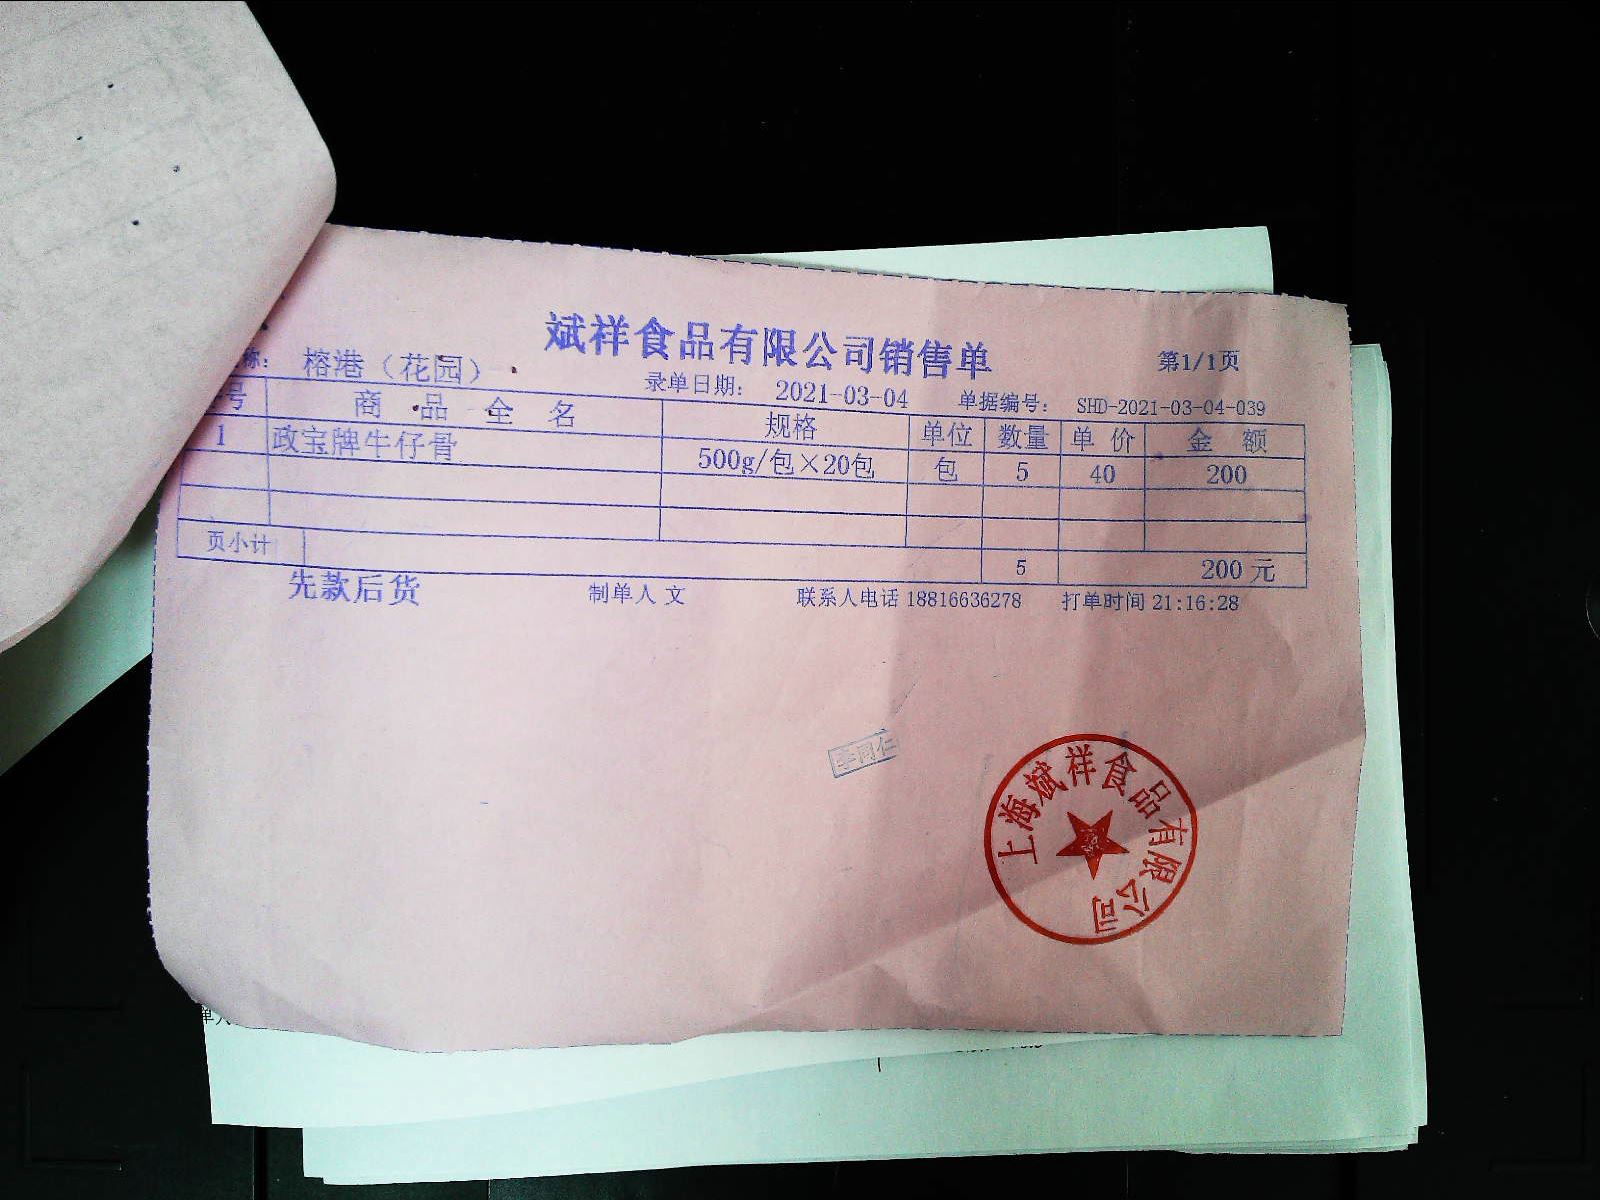 斌祥食品有限公司销售单
第1/1页
称： 榕港（花园）
录单日期： 2021-03-04 单据编号： SHD-2021-03-04-039
号 商品全名 规格 单位 数量 单价 金额
1 政宝牌牛仔骨 500g/包×20包 包 5 40 200
页小计 5 200元
先款后货 制单人 文 联系人电话 18816636278 打单时间 21:16:28
李同仁
上海斌祥食品有限公司